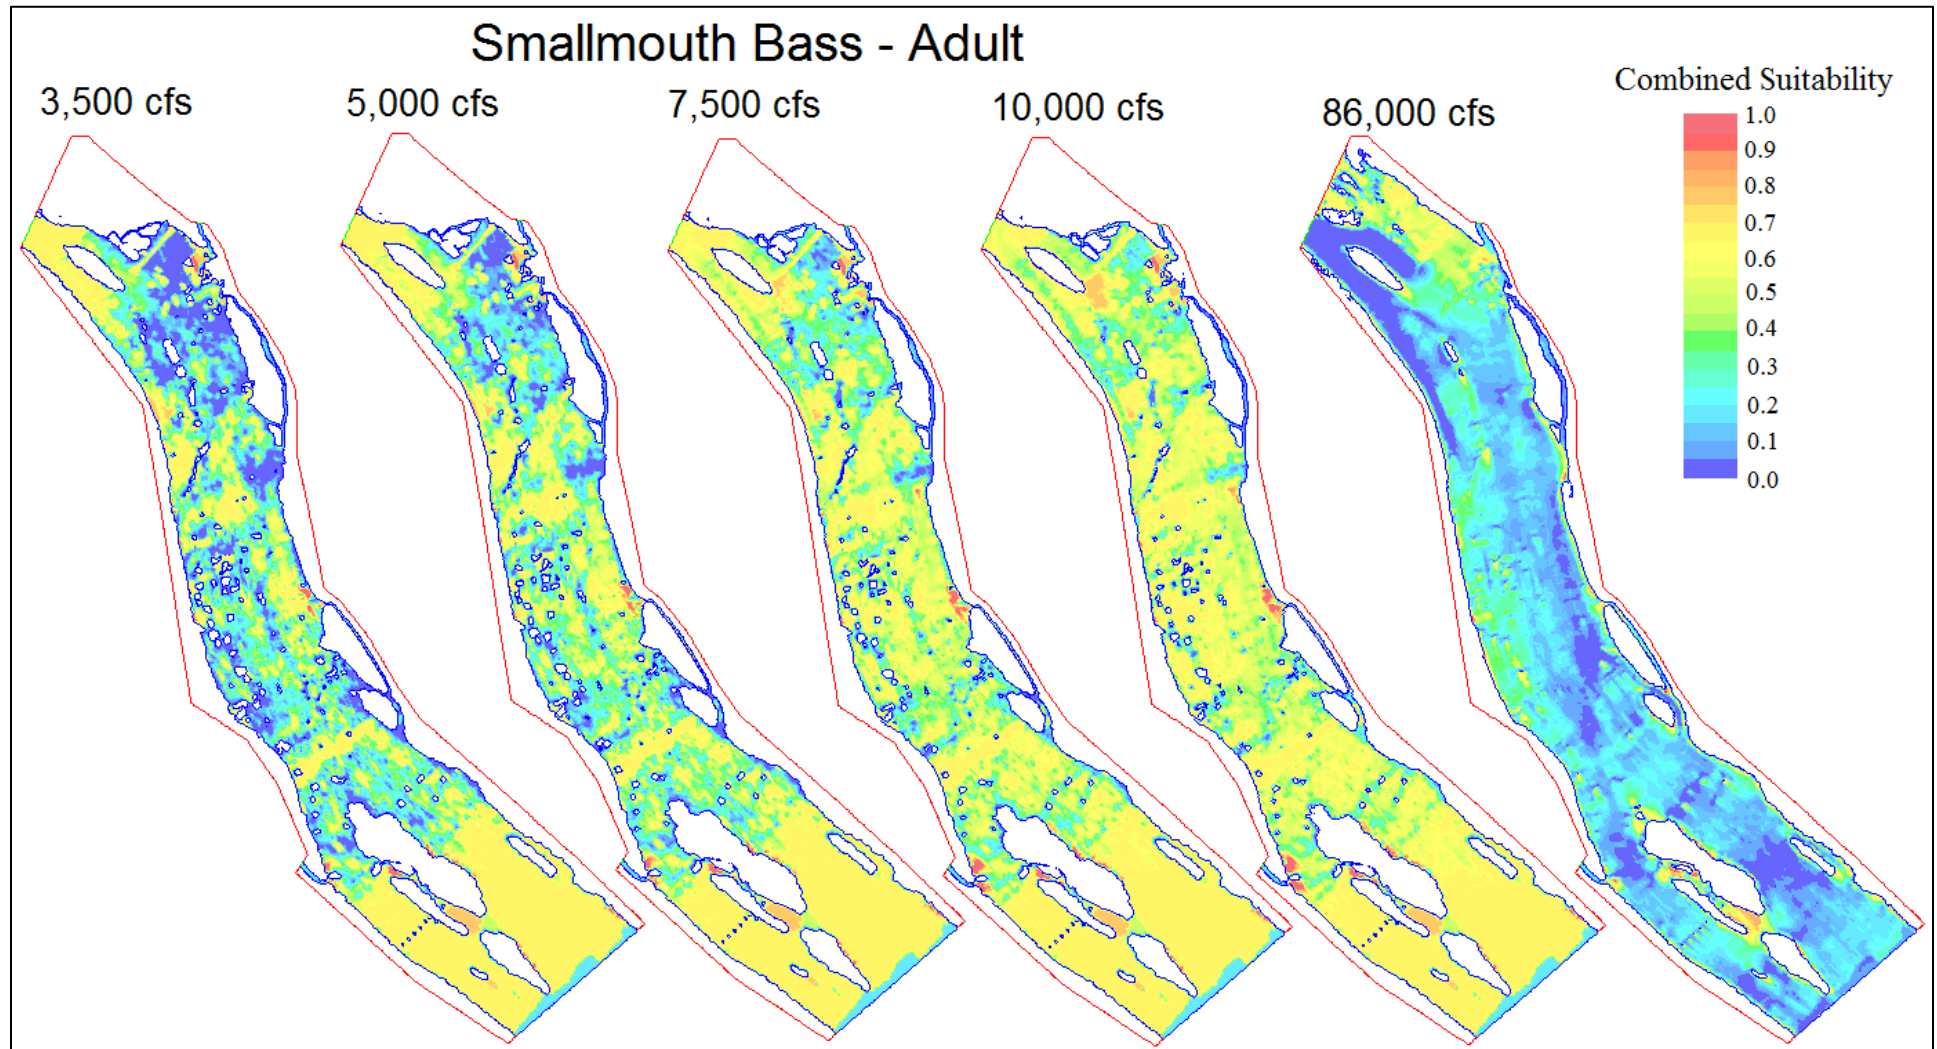 Smallmouth Bass - Adult
3,500 cfs
5,000 cfs
7,500 cfs
10,000 cfs
86,000 cfs
Combined Suitability
1.0
0.9
0.8
0.7
0.6
0.5
0.4
0.3
0.2
0.1
0.0